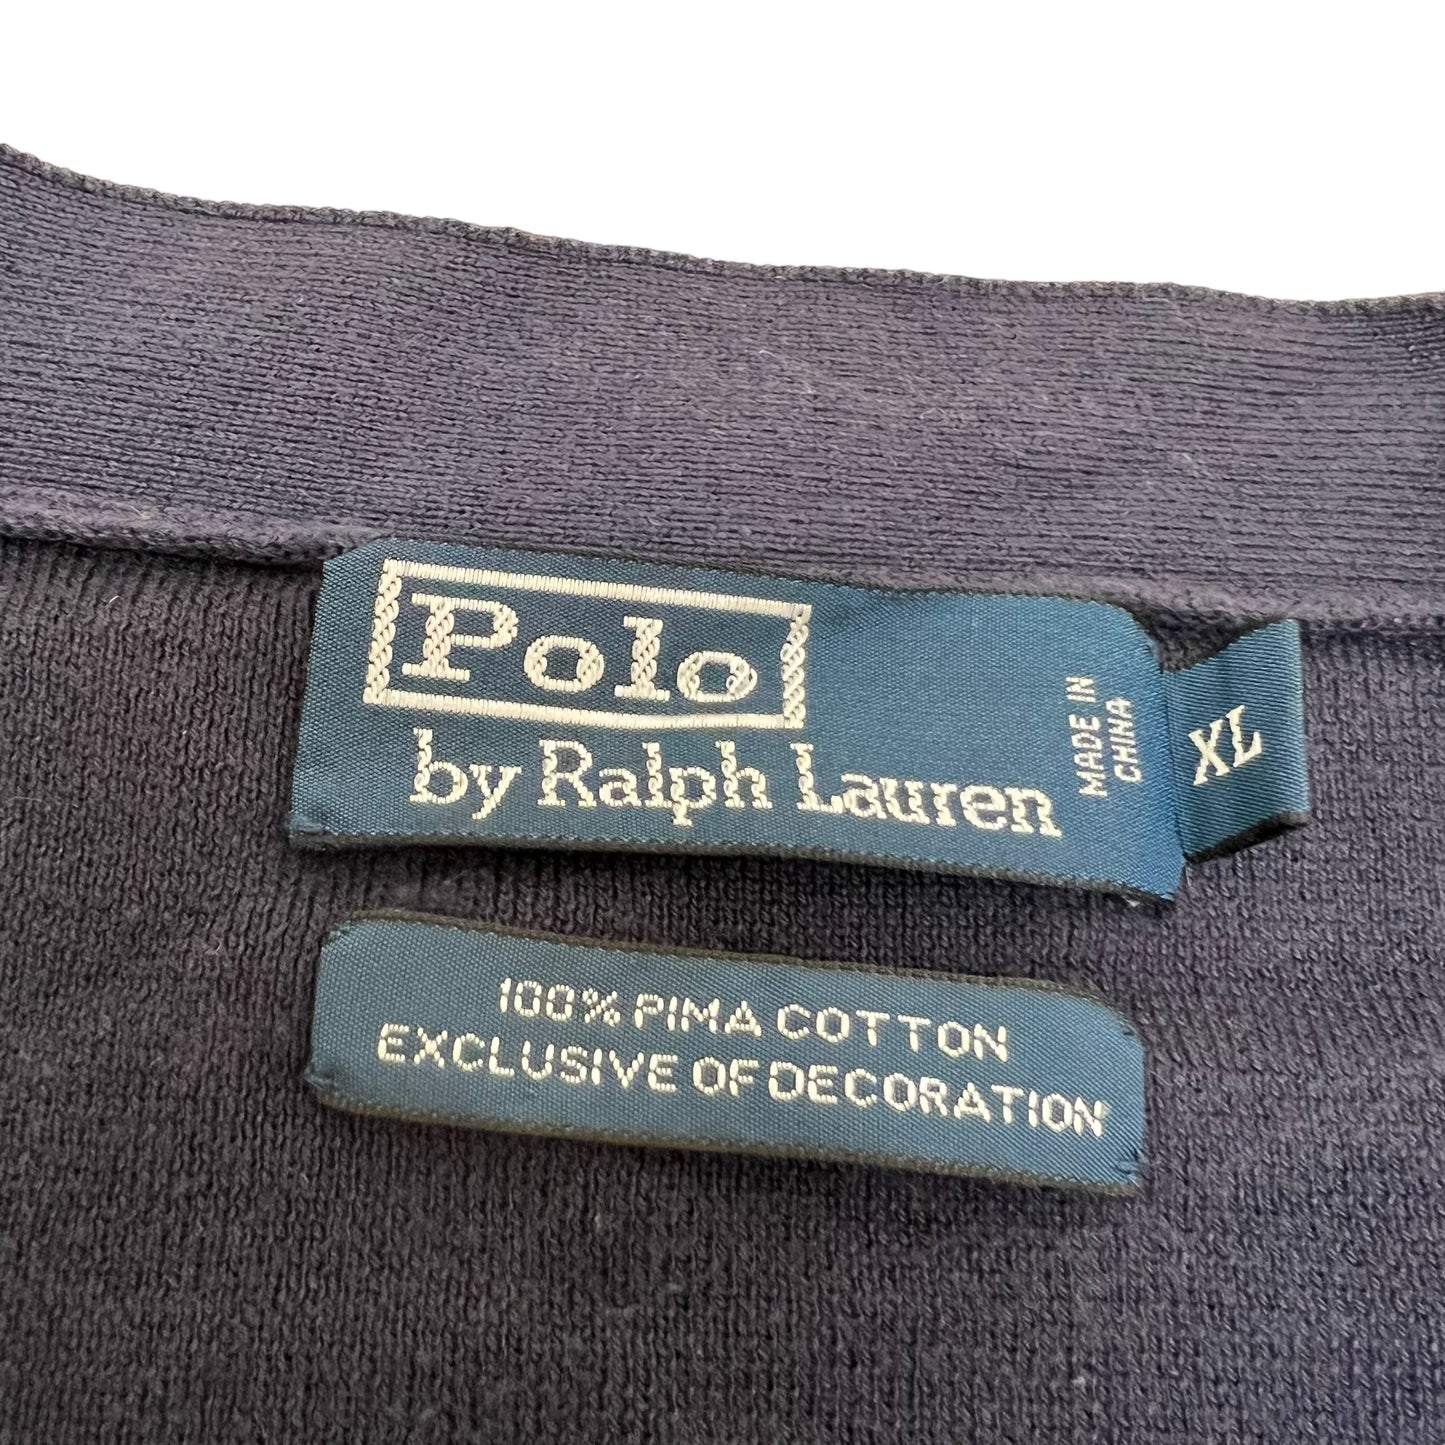 Polo
by Ralph Lauren
MADE IN
CHINA
XL
100% PIMA COTTON
EXCLUSIVE OF DECORATION